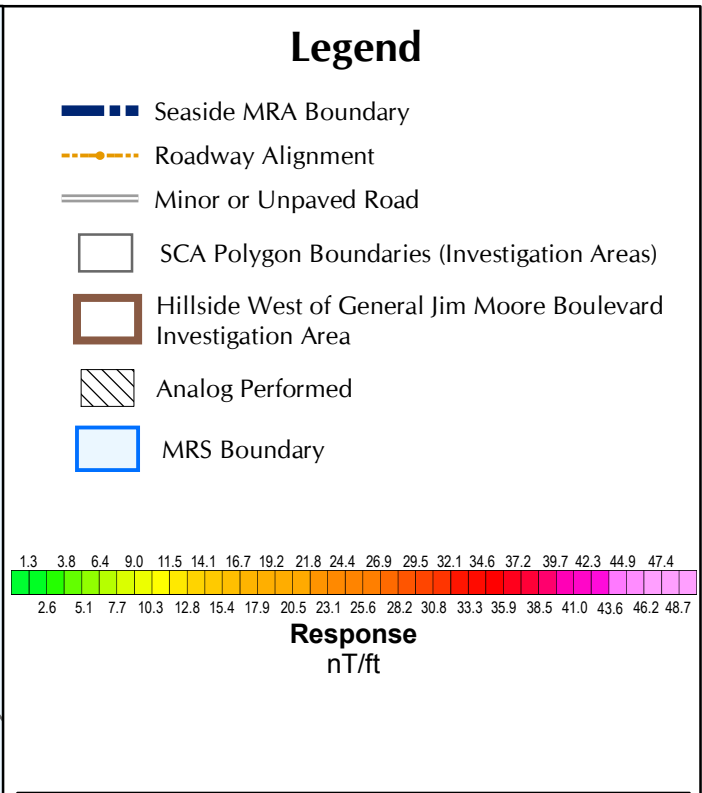 Legend
Seaside MRA Boundary
Roadway Alignment
Minor or Unpaved Road
SCA Polygon Boundaries (Investigation Areas)
Hillside West of General Jim Moore Boulevard
Investigation Area
Analog Performed
MRS Boundary
1.3 3.8 6.4 9.0 11.5 14.1 16.7 19.2 21.8 24.4 26.9 29.5 32.1 34.6 37.2 39.7 42.3 44.9 47.4
2.6 5.1 7.7 10.3 12.8 15.4 17.9 20.5 23.1 25.6 28.2 30.8 33.3 35.9 38.5 41.0 43.6 46.2 48.7
Response
nT/ft